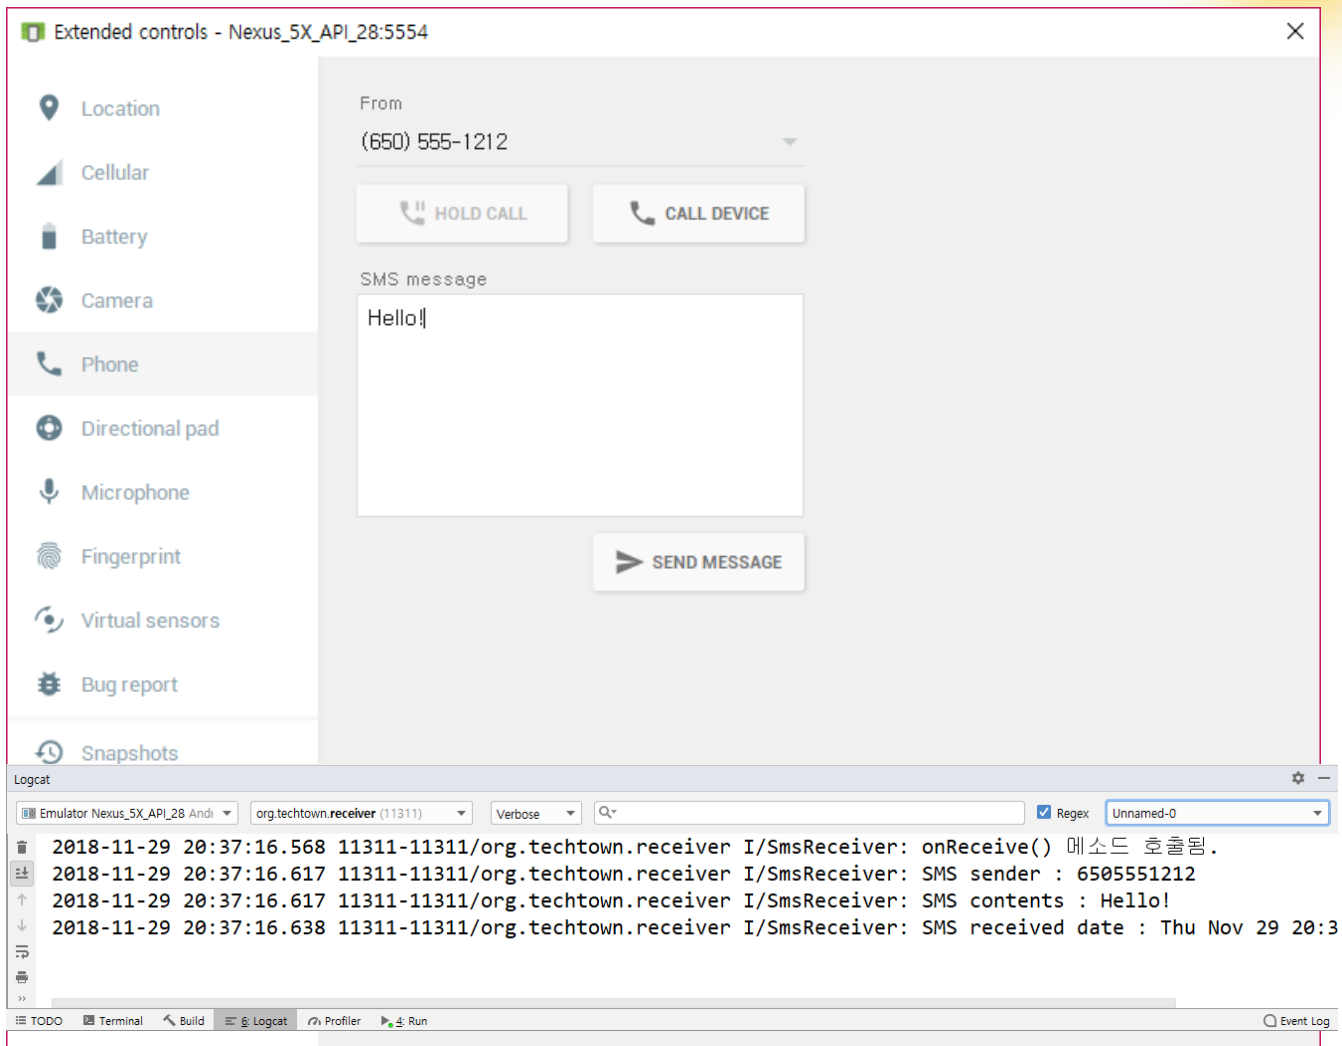 Extended controls - Nexus_5X_API_28:5554
Location
Cellular
Battery
Camera
Phone
Directional pad
Microphone
Fingerprint
Virtual sensors
Bug report
Snapshots
From
(650) 555-1212
HOLD CALL
CALL DEVICE
SMS message
Hello!
SEND MESSAGE
Logcat
Emulator Nexus_5X_API_28 Andr
org.techtown.receiver (11311)
Verbose
Regex
Unnamed-0
2018-11-29 20:37:16.568 11311-11311/org.techtown.receiver I/SmsReceiver: onReceive() 메소드 호출됨.
2018-11-29 20:37:16.617 11311-11311/org.techtown.receiver I/SmsReceiver: SMS sender : 6505551212
2018-11-29 20:37:16.617 11311-11311/org.techtown.receiver I/SmsReceiver: SMS contents : Hello!
2018-11-29 20:37:16.638 11311-11311/org.techtown.receiver I/SmsReceiver: SMS received date : Thu Nov 29 20:3
TODO
Terminal
Build
6: Logcat
Profiler
4: Run
Event Log